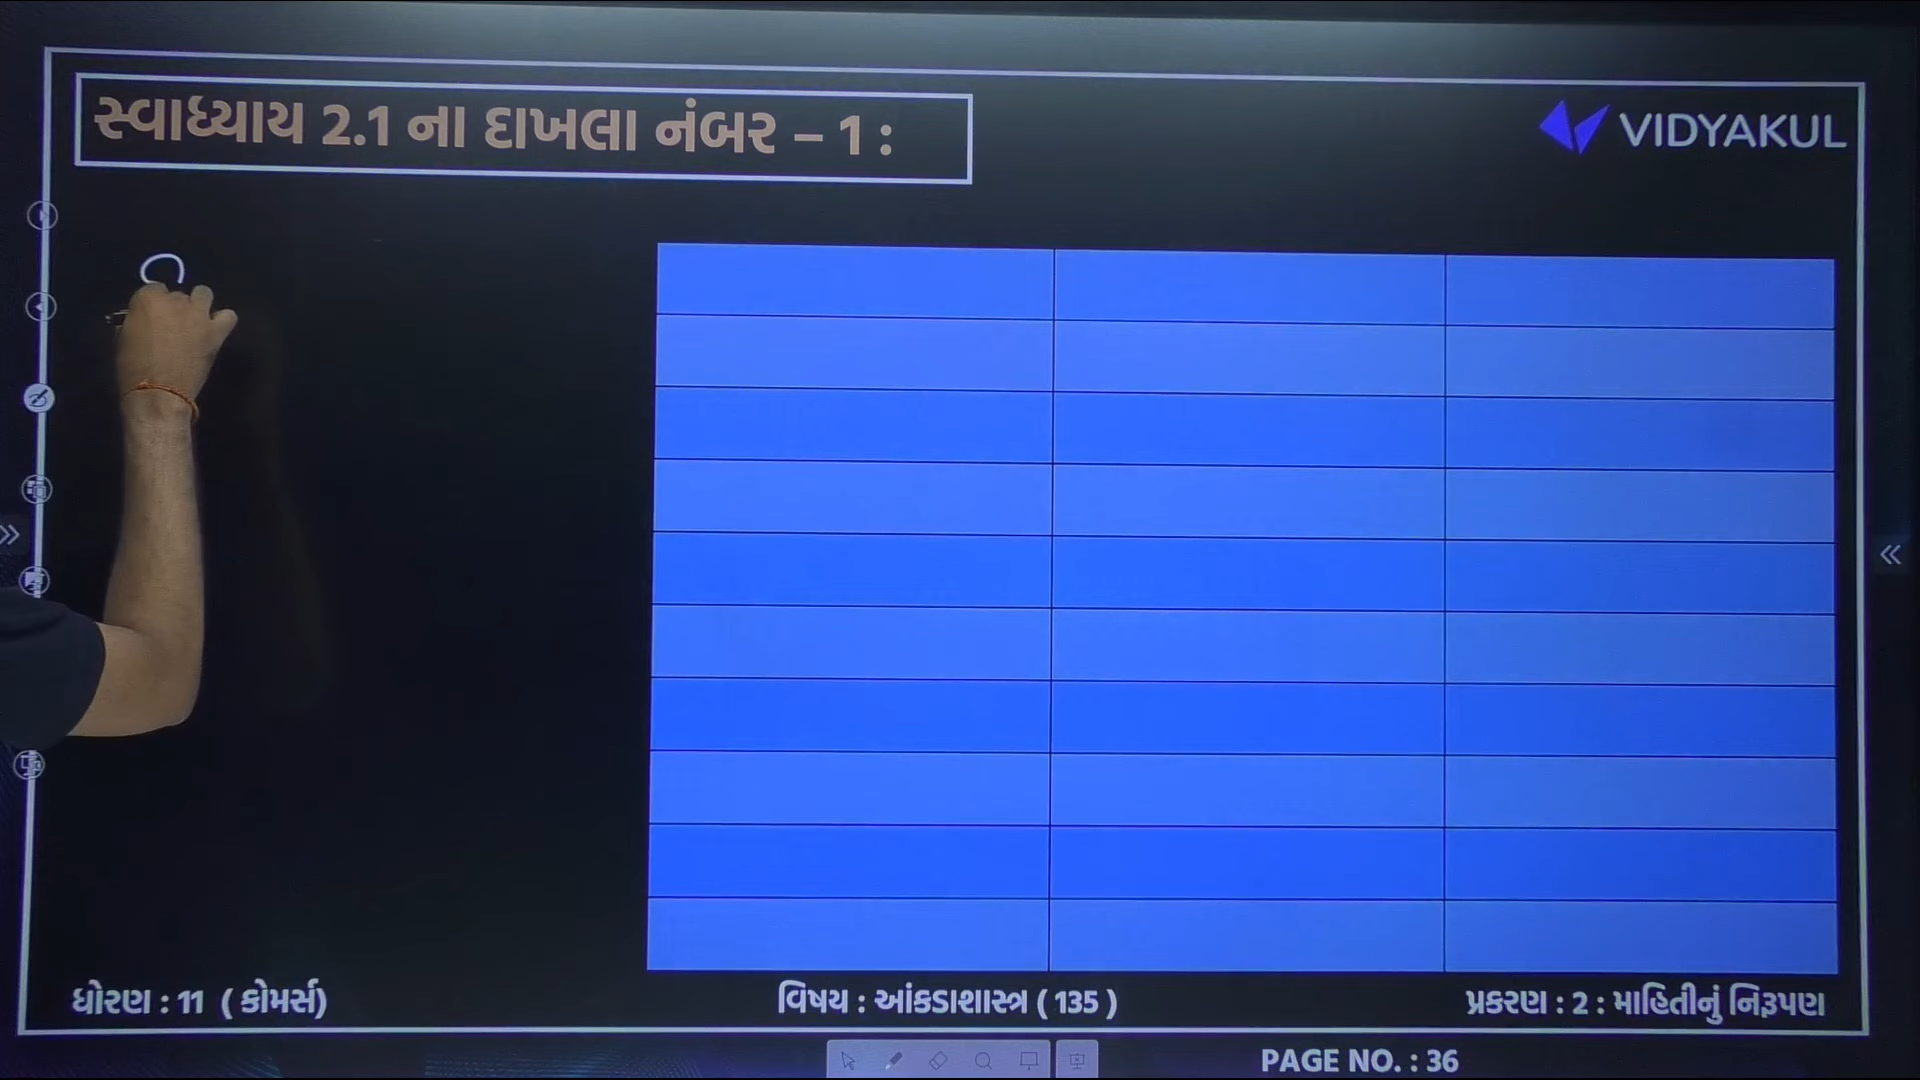 સ્વાધ્યાય 2.1 ના દાખલા નંબર – 1 :
VIDYAKUL
ધોરણ : 11 ( કોમર્સ)
વિષય : આંકડાશાસ્ત્ર ( 135 )
પ્રકરણ : 2 : માહિતીનું નિરૂપણ
PAGE NO. : 36